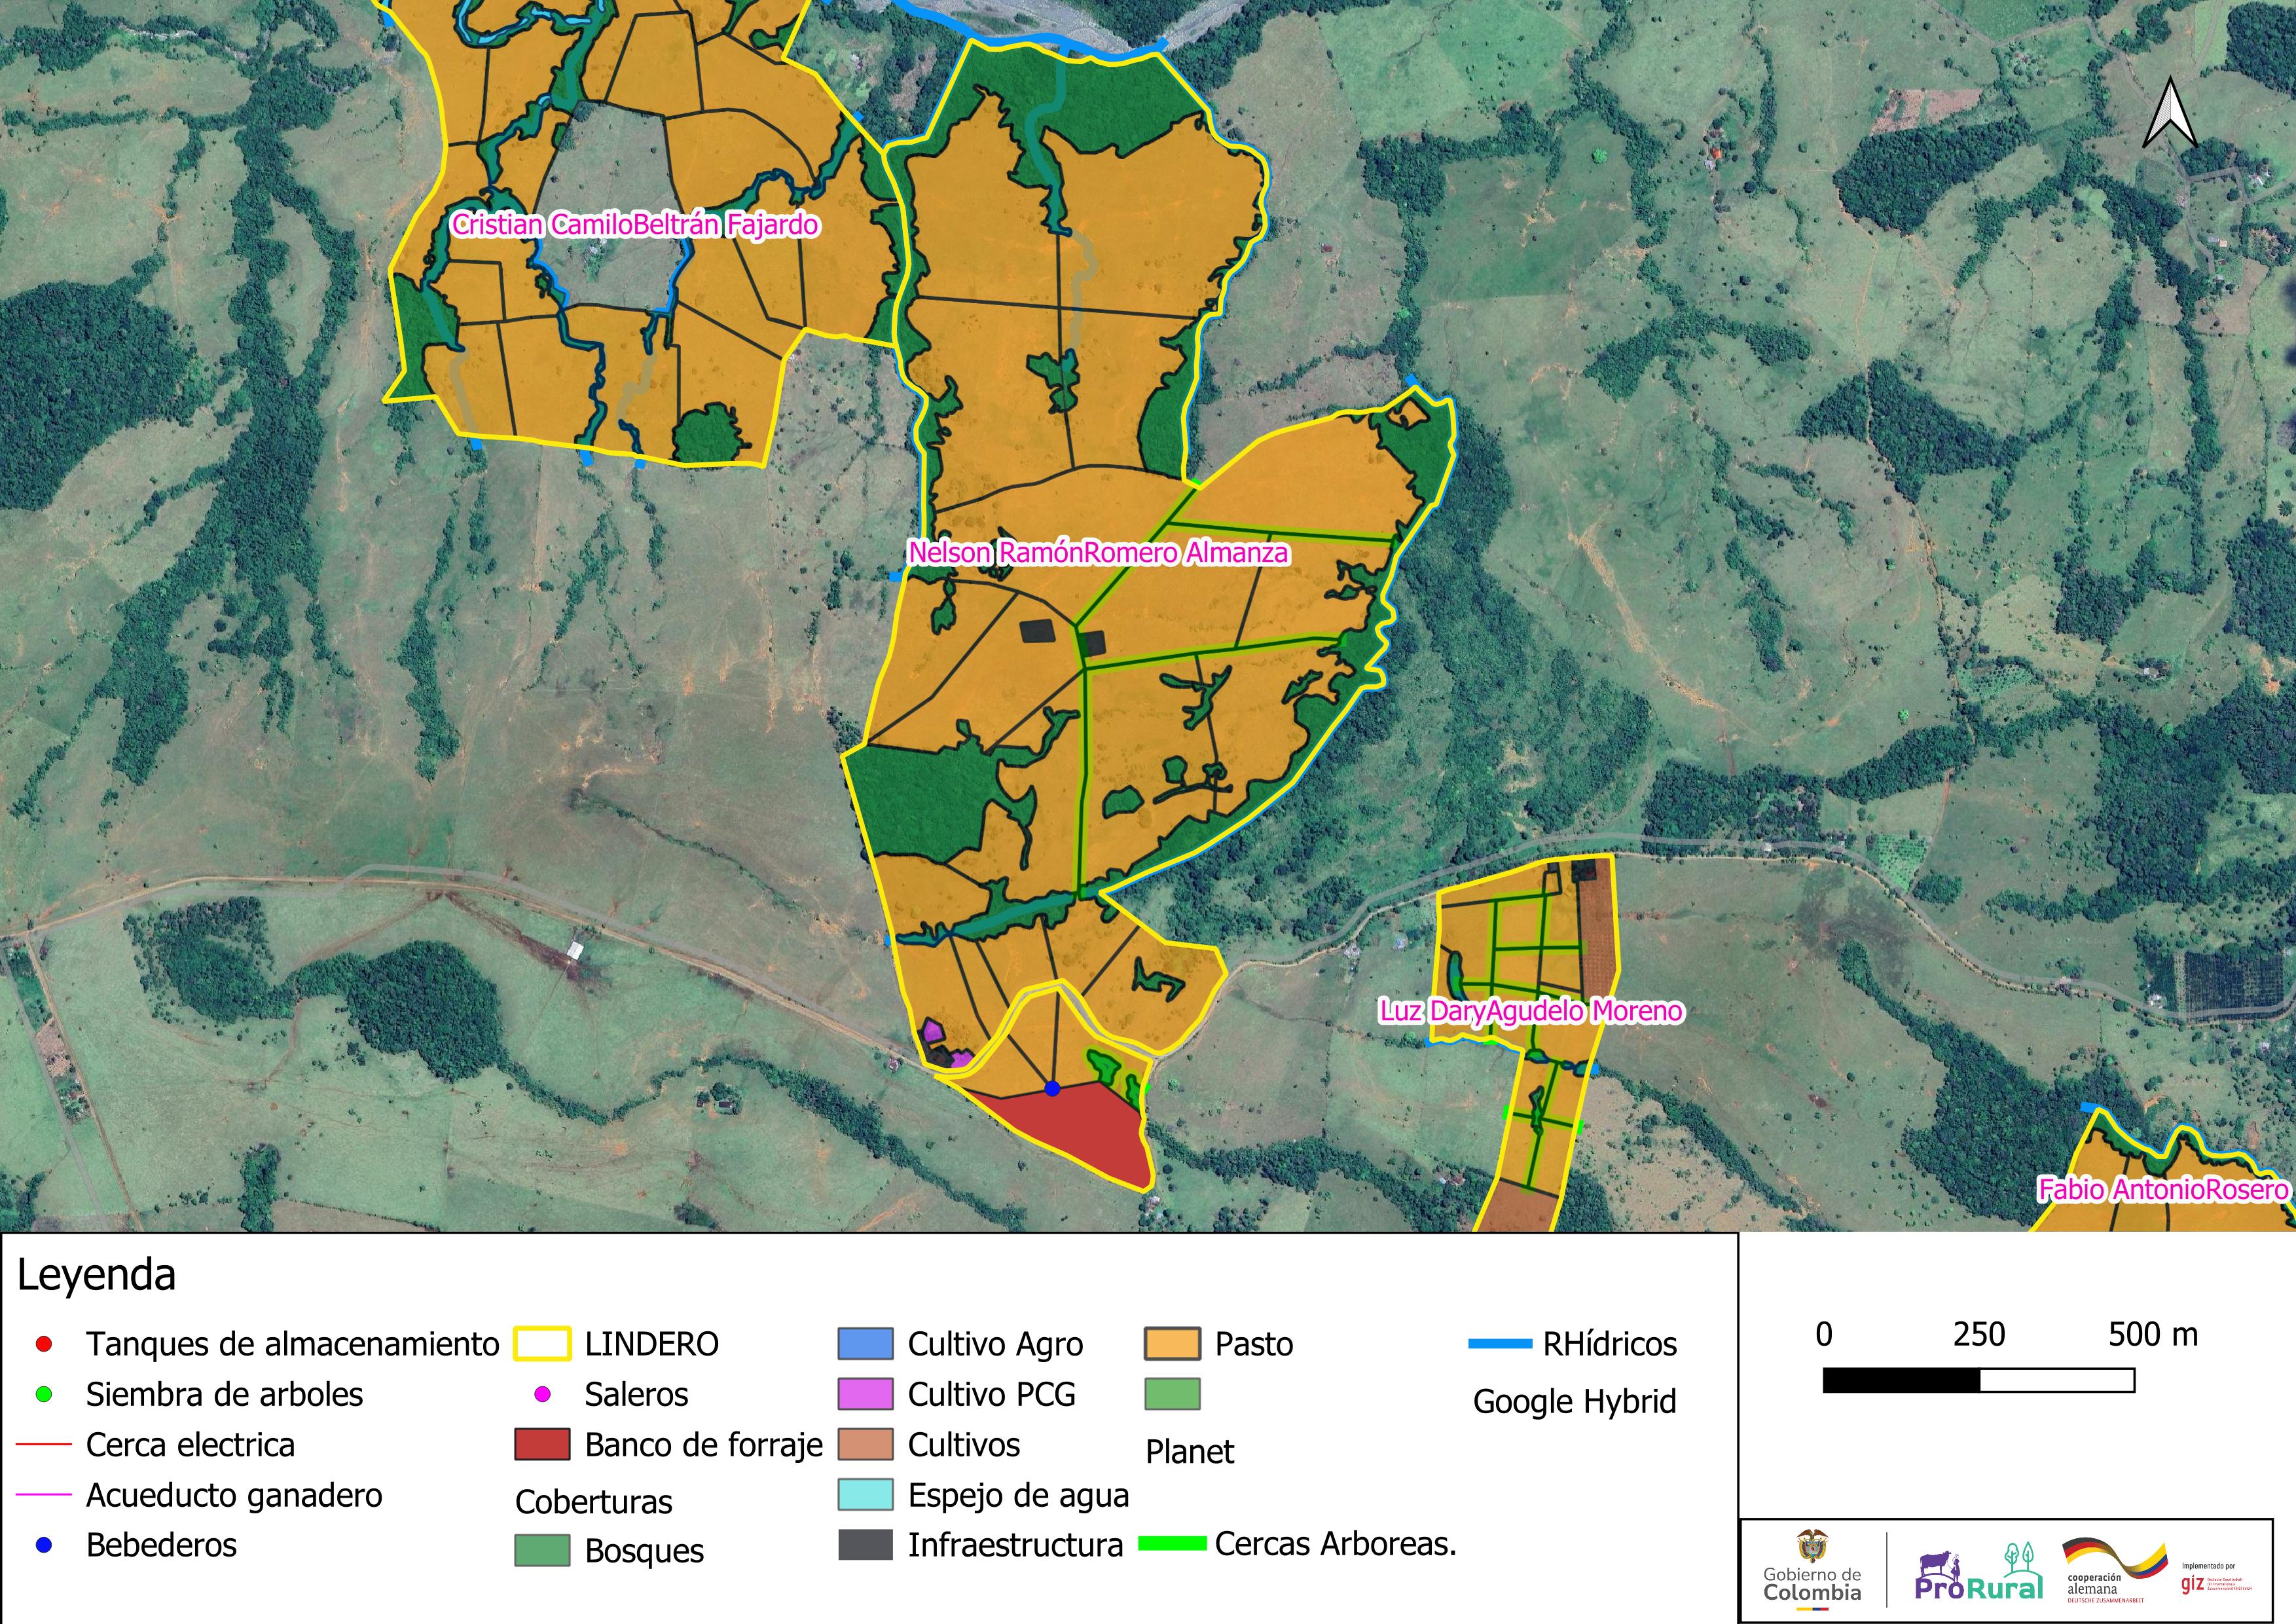 Cristian CamiloBeltrán Fajardo
Nelson RamónRomero Almanza
Luz DaryAgudelo Moreno
Fabio AntonioRosero
Leyenda
Tanques de almacenamiento
Siembra de arboles
Cerca electrica
Acueducto ganadero
Bebederos
LINDERO
Saleros
Banco de forraje
Coberturas
Bosques
Cultivo Agro
Cultivo PCG
Cultivos
Espejo de agua
Infraestructura
Pasto
Planet
Cercas Arboreas.
RHídricos
Google Hybrid
0 250 500 m
Gobierno de
Colombia
ProRural
cooperación
alemana
DEUTSCHE ZUSAMMENARBEIT
Implementado por
giz